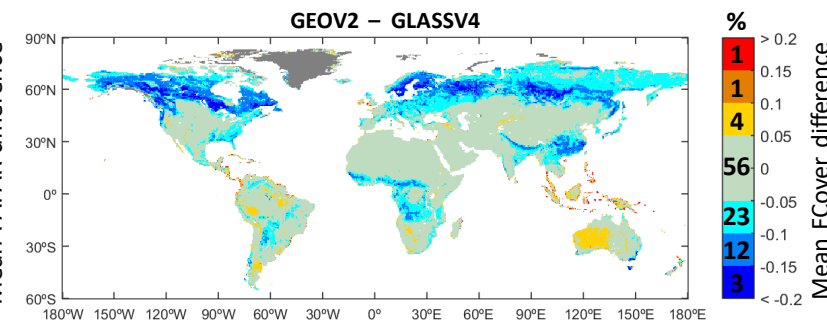 GEOV2 – GLASSV4
%
90ºN
60ºN
30ºN
0º
30ºS
60ºS
180ºW 150ºW 120ºW 90ºW 60ºW 30ºW 0º 30ºE 60ºE 90ºE 120ºE 150ºE 180ºE
1
1
4
56
23
12
3
> 0.2
0.15
0.1
0.05
0
-0.05
-0.1
-0.15
< -0.2
Mean FCover difference